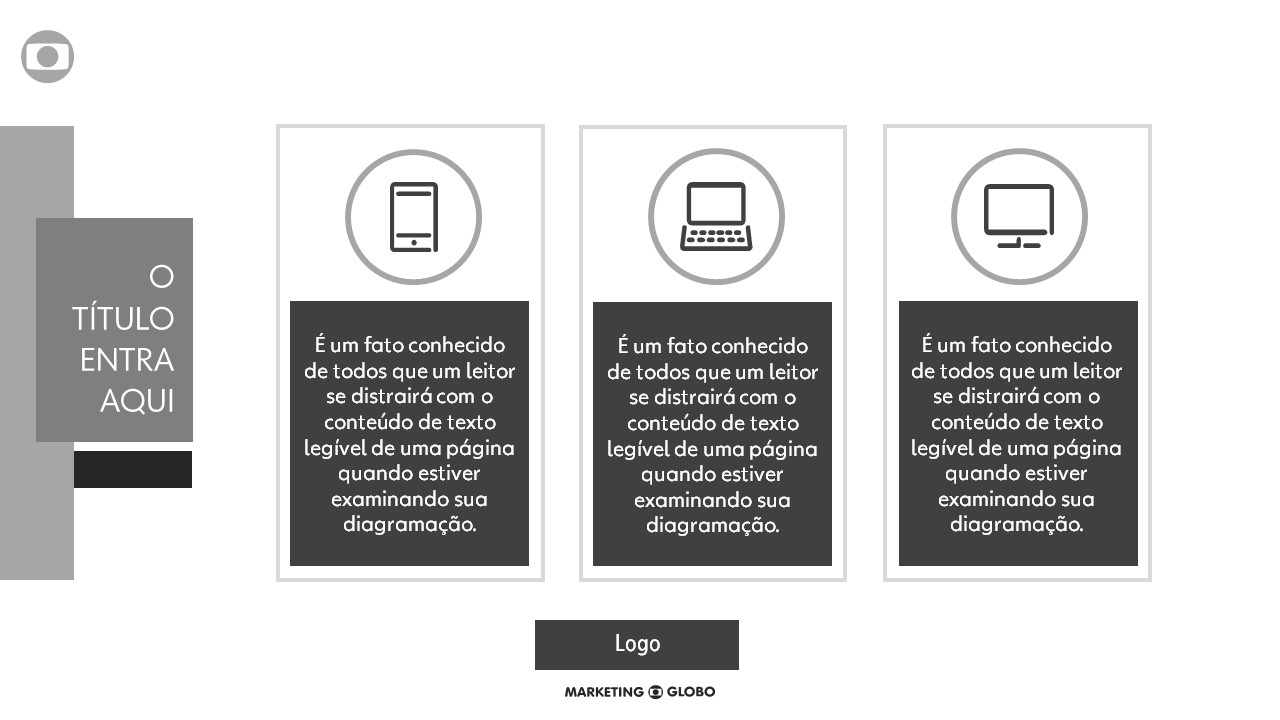 O
TÍTULO
ENTRA
AQUI
É um fato conhecido
de todos que um leitor
se distrairá com o
conteúdo de texto
legível de uma página
quando estiver
examinando sua
diagramação.
É um fato conhecido
de todos que um leitor
se distrairá com o
conteúdo de texto
legível de uma página
quando estiver
examinando sua
diagramação.
É um fato conhecido
de todos que um leitor
se distrairá com o
conteúdo de texto
legível de uma página
quando estiver
examinando sua
diagramação.
Logo
MARKETING GLOBO